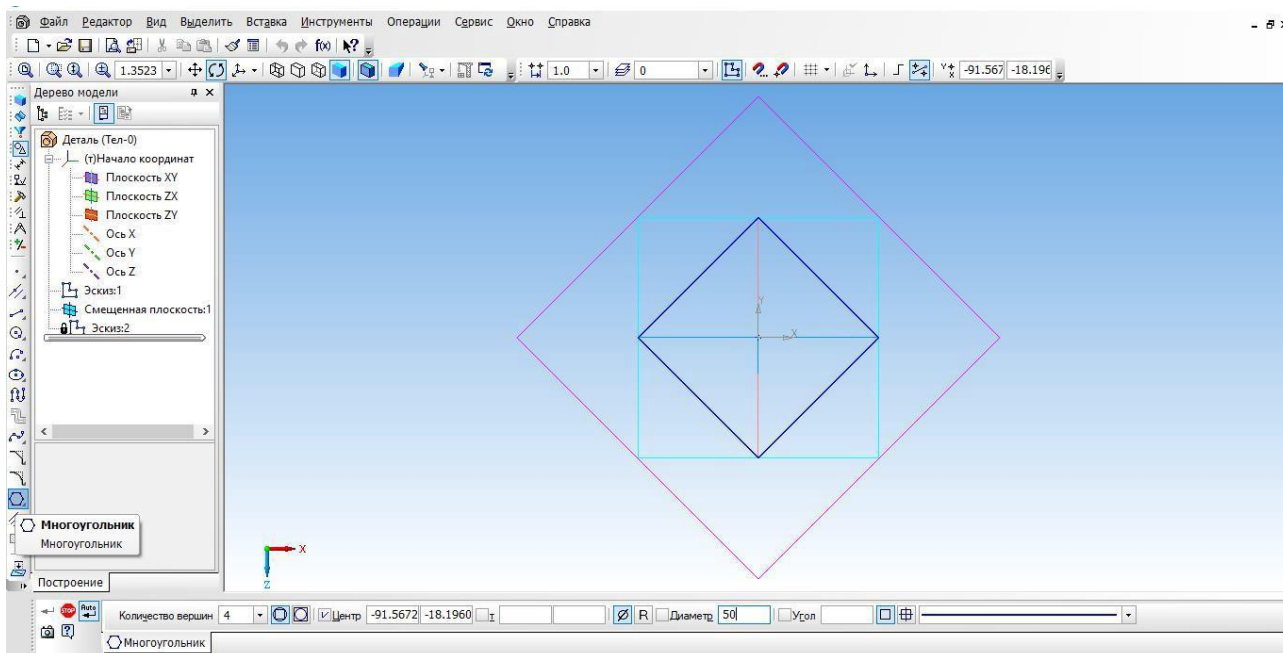 Файл Редактор Вид Выделить Вставка Инструменты Операции Сервис Окно Справка
f(x)
1.3523 1.0 0 -91.567 -18.196
Дерево модели
Деталь (Тел-0)
(т)Начало координат
Плоскость XY
Плоскость ZX
Плоскость ZY
Ось X
Ось Y
Ось Z
Эскиз:1
Смещенная плоскость:1
Эскиз:2
Y
X
Многоугольник
Многоугольник
X
Z
Построение
STOP Auto Количество вершин 4 Центр -91.5672 -18.1960 т R Диаметр 50 Угол
Многоугольник